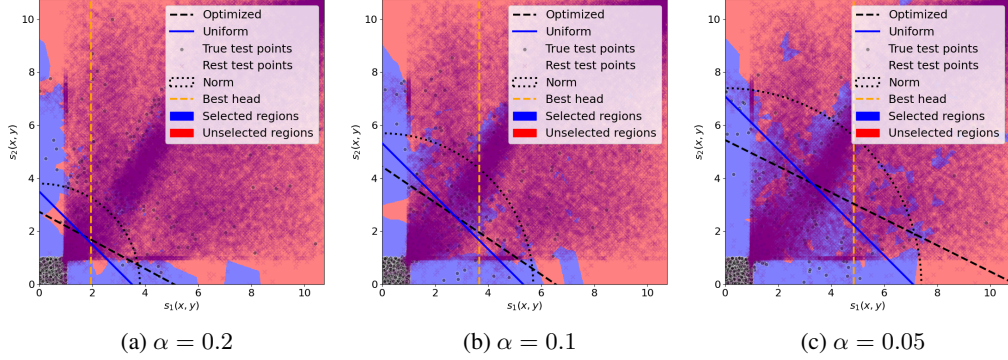 10
8
6
4
2
0
s₂(x, y)
0 2 4 6 8 10
s₁(x, y)
Optimized
Uniform
True test points
Rest test points
Norm
Best head
Selected regions
Unselected regions
(a) α = 0.2
10
8
6
4
2
0
s₂(x, y)
0 2 4 6 8 10
s₁(x, y)
Optimized
Uniform
True test points
Rest test points
Norm
Best head
Selected regions
Unselected regions
(b) α = 0.1
10
8
6
4
2
0
s₂(x, y)
0 2 4 6 8 10
s₁(x, y)
Optimized
Uniform
True test points
Rest test points
Norm
Best head
Selected regions
Unselected regions
(c) α = 0.05